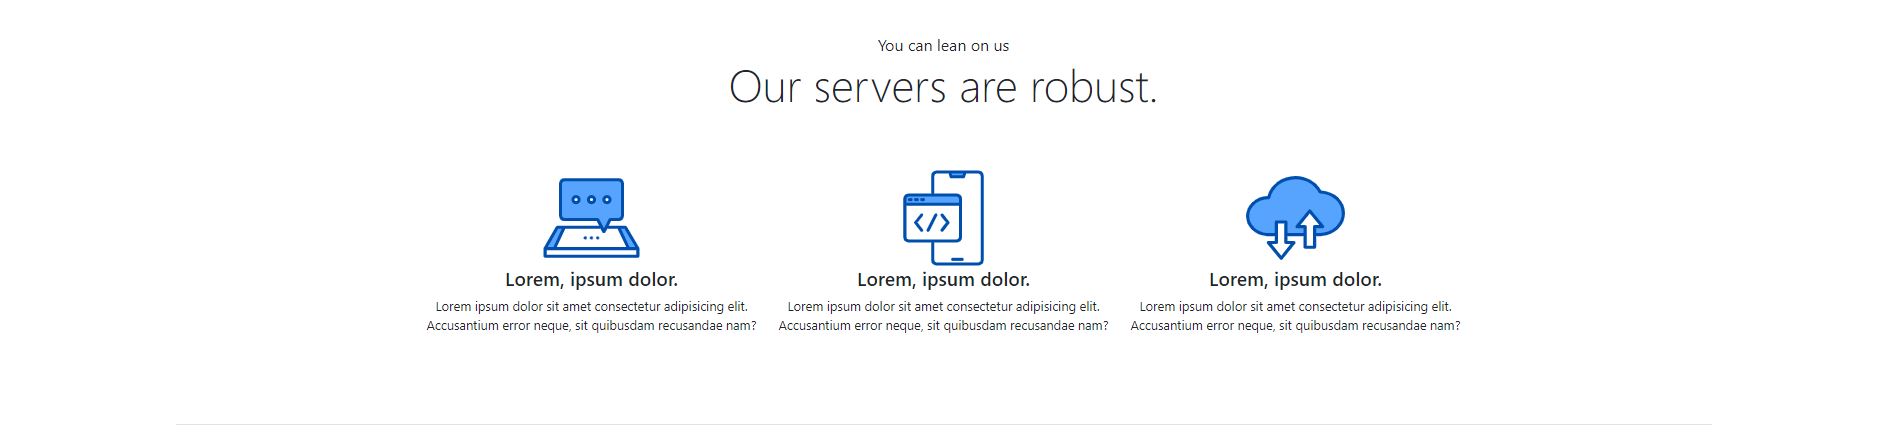 You can lean on us
Our servers are robust.
Lorem, ipsum dolor.
Lorem ipsum dolor sit amet consectetur adipisicing elit.
Accusantium error neque, sit quibusdam recusandae nam?
Lorem, ipsum dolor.
Lorem ipsum dolor sit amet consectetur adipisicing elit.
Accusantium error neque, sit quibusdam recusandae nam?
Lorem, ipsum dolor.
Lorem ipsum dolor sit amet consectetur adipisicing elit.
Accusantium error neque, sit quibusdam recusandae nam?